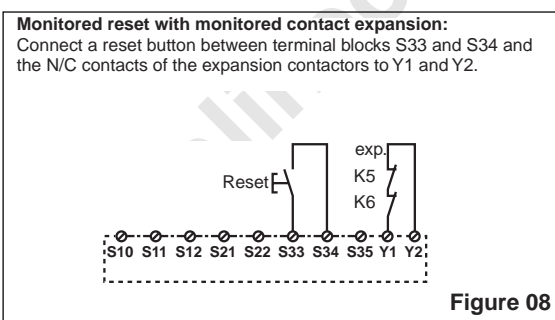 Monitored reset with monitored contact expansion:
Connect a reset button between terminal blocks S33 and S34 and
the N/C contacts of the expansion contactors to Y1 and Y2.
exp.
Reset
K5
K6
S10 S11 S12 S21 S22 S33 S34 S35 Y1 Y2
Figure 08